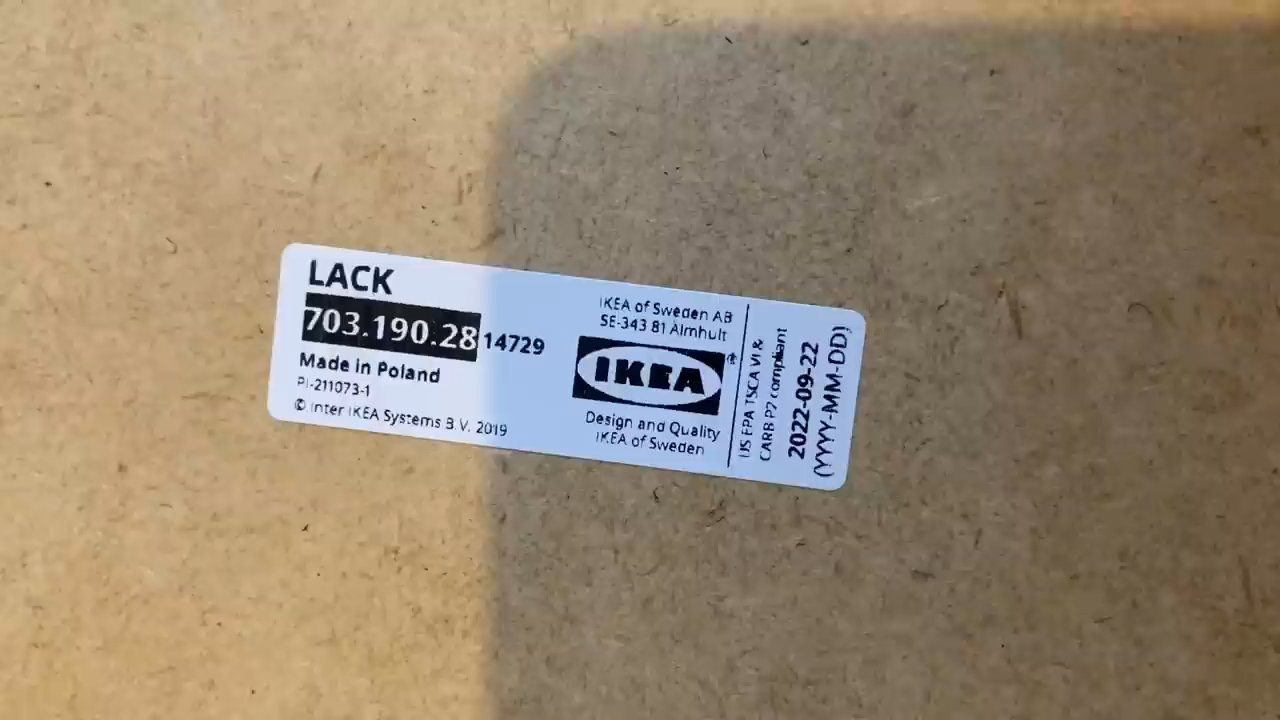 LACK
703.190.28 14729
Made in Poland
PI-211073-1
© Inter IKEA Systems B.V. 2019
IKEA of Sweden AB
SE-343 81 Älmhult
IKEA®
Design and Quality
IKEA of Sweden
US EPA TSCA VI &
CARB P2 compliant
2022-09-22
(YYYY-MM-DD)